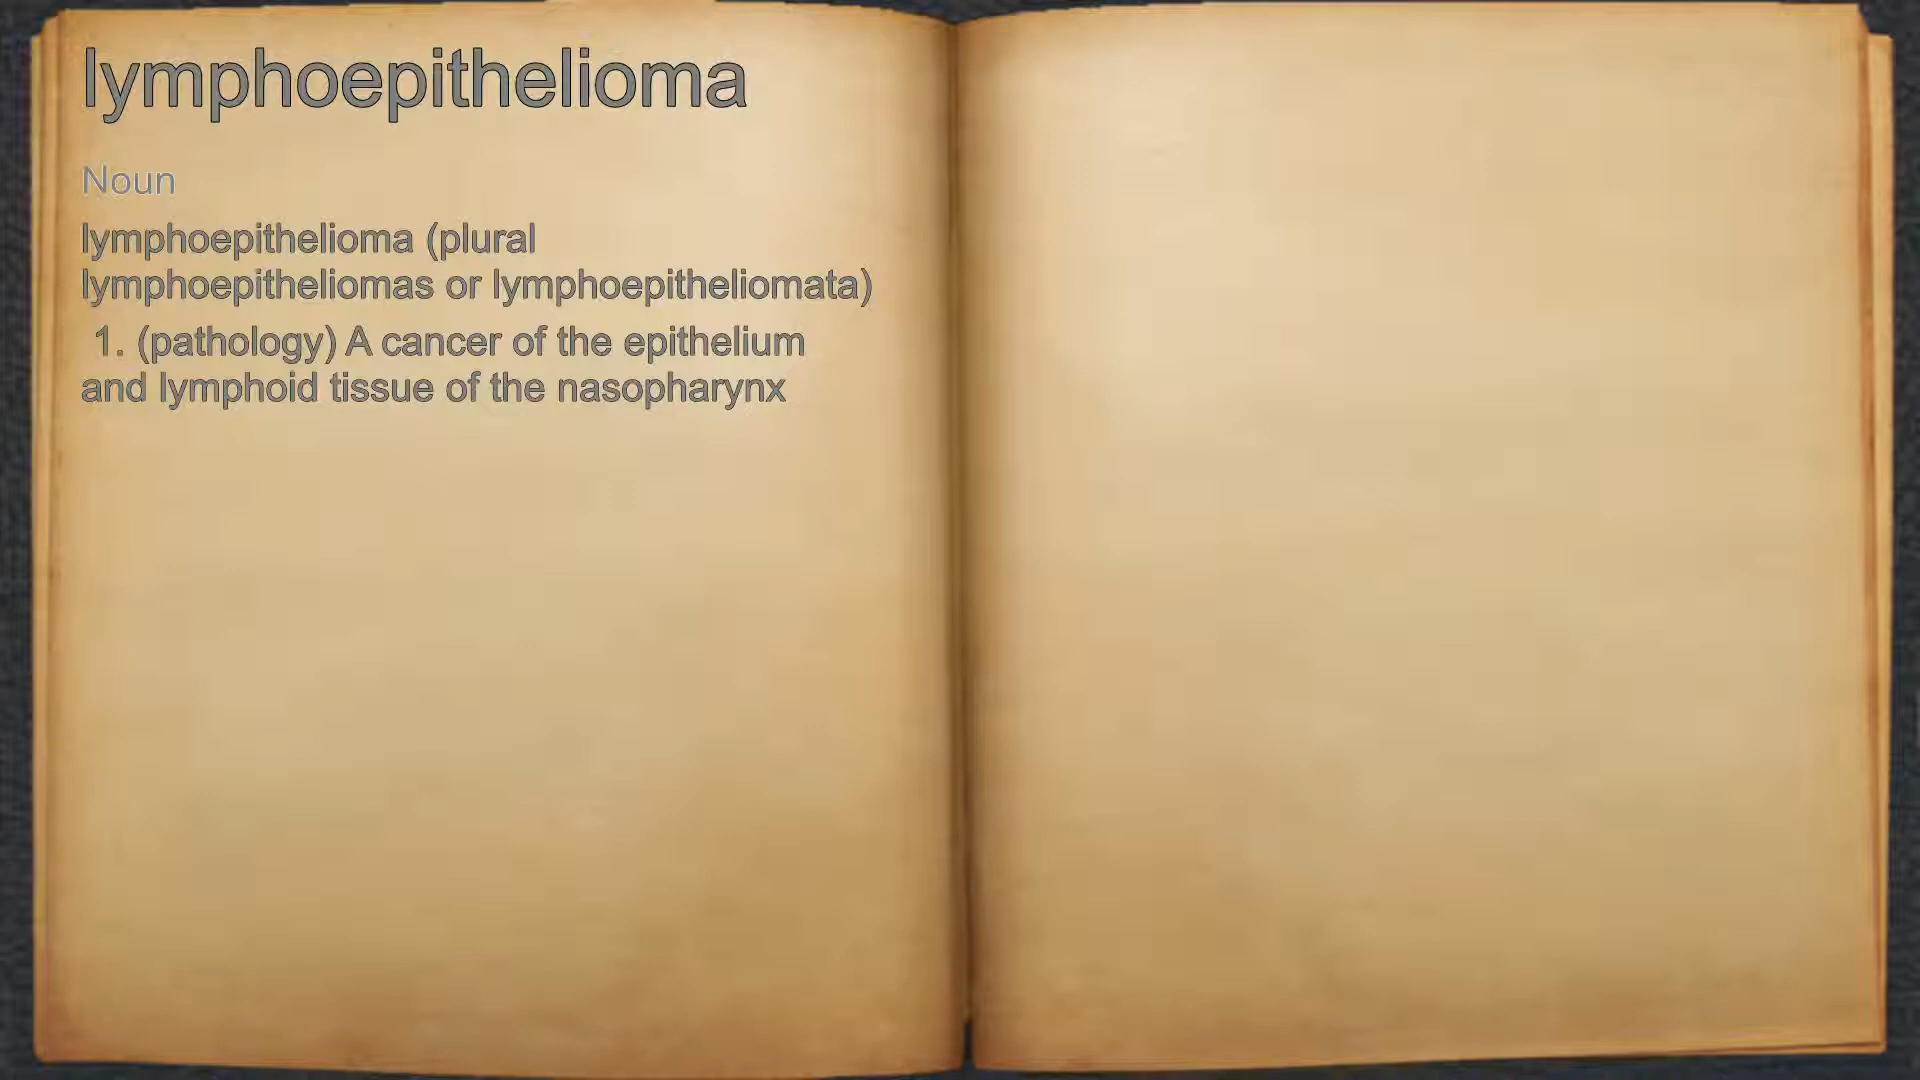 lymphoepithelioma
Noun
lymphoepithelioma (plural
lymphoepitheliomas or lymphoepitheliomata)
1. (pathology) A cancer of the epithelium
and lymphoid tissue of the nasopharynx